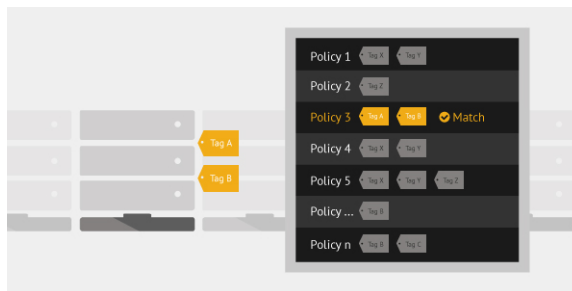 Tag A
Tag B
Policy 1 Tag X Tag Y
Policy 2 Tag Z
Policy 3 Tag A Tag B Match
Policy 4 Tag X Tag Y
Policy 5 Tag X Tag Y Tag Z
Policy ... Tag B
Policy n Tag B Tag C